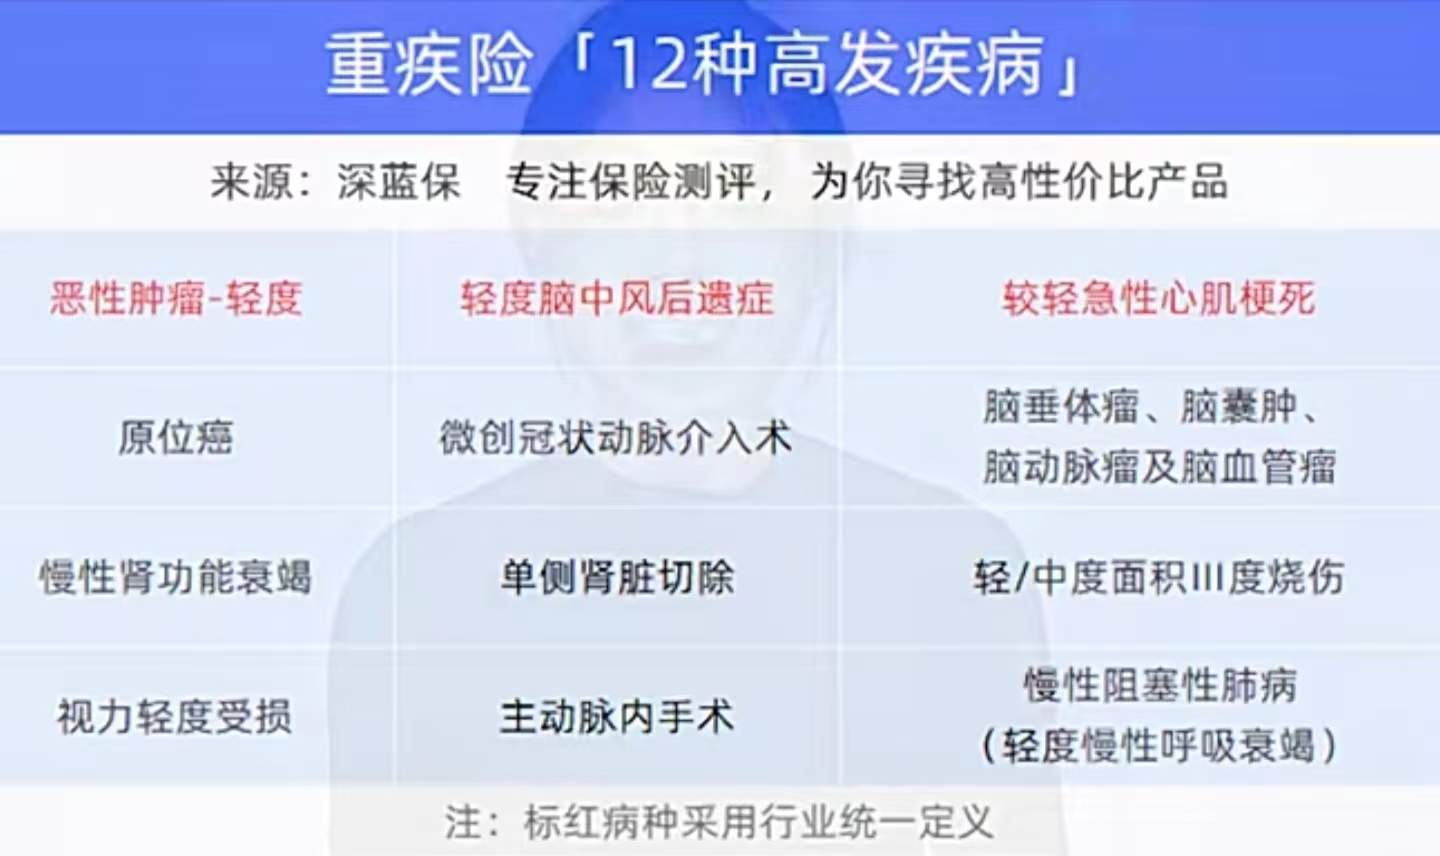 重疾险「12种高发疾病」
来源：深蓝保 专注保险测评， 为你寻找高性价比产品
恶性肿瘤-轻度
轻度脑中风后遗症
较轻急性心肌梗死
原位癌
微创冠状动脉介入术
脑垂体瘤、脑囊肿、
脑动脉瘤及脑血管瘤
慢性肾功能衰竭
单侧肾脏切除
轻/中度面积III度烧伤
视力轻度受损
主动脉内手术
慢性阻塞性肺病
（轻度慢性呼吸衰竭）
注：标红病种采用行业统一定义